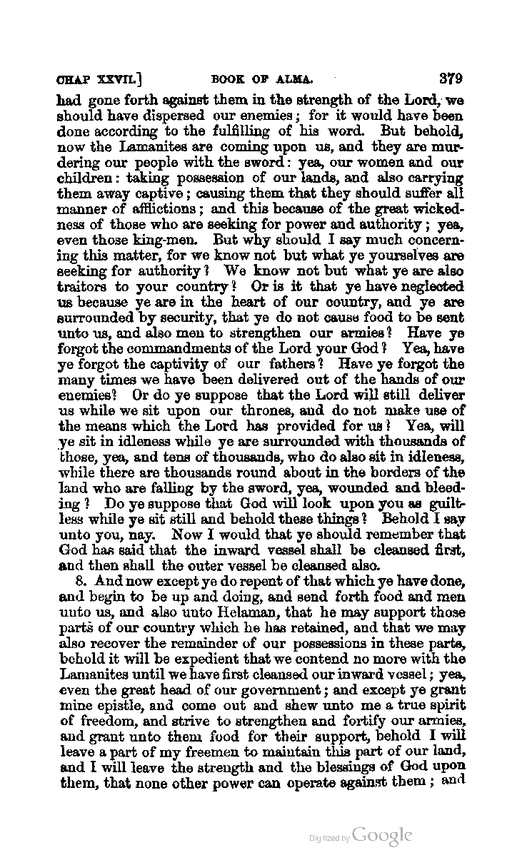 CHAP XXVII.] BOOK OF ALMA. 379
had gone forth against them in the strength of the Lord, we
should have dispersed our enemies; for it would have been
done according to the fulfilling of his word. But behold,
now the Lamanites are coming upon us, and they are mur-
dering our people with the sword: yea, our women and our
children: taking possession of our lands, and also carrying
them away captive; causing them that they should suffer all
manner of afflictions; and this because of the great wicked-
ness of those who are seeking for power and authority; yea,
even those king-men. But why should I say much concern-
ing this matter, for we know not but what ye yourselves are
seeking for authority? We know not but what ye are also
traitors to your country? Or is it that ye have neglected
us because ye are in the heart of our country, and ye are
surrounded by security, that ye do not cause food to be sent
unto us, and also men to strengthen our armies? Have ye
forgot the commandments of the Lord your God? Yea, have
ye forgot the captivity of our fathers? Have ye forgot the
many times we have been delivered out of the hands of our
enemies? Or do ye suppose that the Lord will still deliver
us while we sit upon our thrones, and do not make use of
the means which the Lord has provided for us? Yea, will
ye sit in idleness while ye are surrounded with thousands of
those, yea, and tens of thousands, who do also sit in idleness,
while there are thousands round about in the borders of the
land who are falling by the sword, yea, wounded and bleed-
ing? Do ye suppose that God will look upon you as guilt-
less while ye sit still and behold these things? Behold I say
unto you, nay. Now I would that ye should remember that
God has said that the inward vessel shall be cleansed first,
and then shall the outer vessel be cleansed also.
8. And now except ye do repent of that which ye have done,
and begin to be up and doing, and send forth food and men
unto us, and also unto Helaman, that he may support those
parts of our country which he has retained, and that we may
also recover the remainder of our possessions in these parts,
behold it will be expedient that we contend no more with the
Lamanites until we have first cleansed our inward vessel; yea,
even the great head of our government; and except ye grant
mine epistle, and come out and shew unto me a true spirit
of freedom, and strive to strengthen and fortify our armies,
and grant unto them food for their support, behold I will
leave a part of my freemen to maintain this part of our land,
and I will leave the strength and the blessings of God upon
them, that none other power can operate against them; and
Digitized by Google